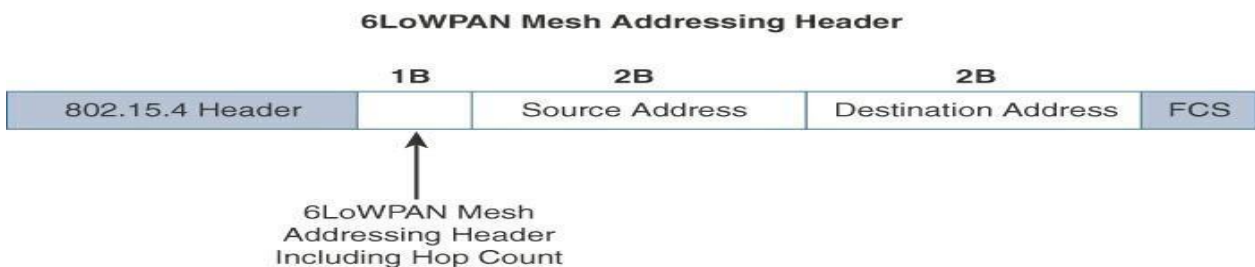 6LoWPAN Mesh Addressing Header
1B 2B 2B
802.15.4 Header Source Address Destination Address FCS
6LoWPAN Mesh
Addressing Header
Including Hop Count